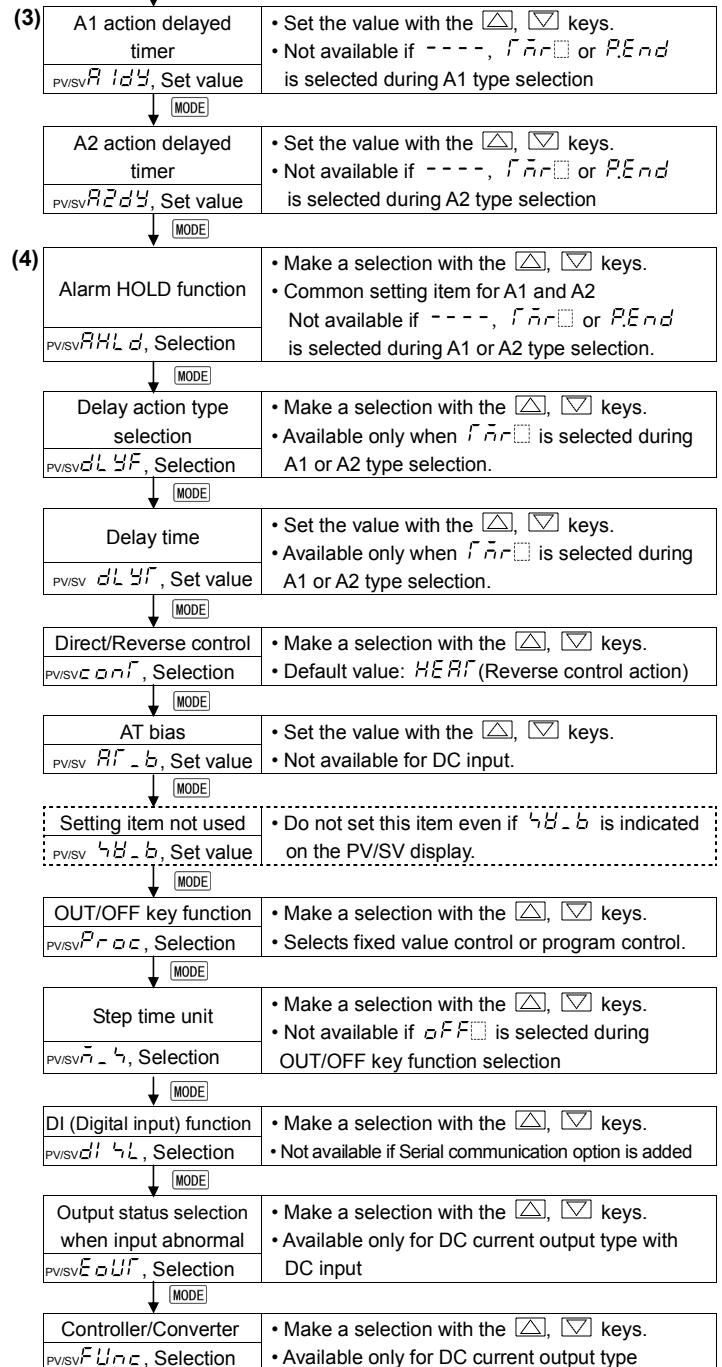 (3) A1 action delayed timer
PV/SV A1dY, Set value
• Set the value with the △, ▽ keys.
• Not available if ----, TMr□ or P.End
is selected during A1 type selection
MODE
A2 action delayed timer
PV/SV A2dY, Set value
• Set the value with the △, ▽ keys.
• Not available if ----, TMr□ or P.End
is selected during A2 type selection
MODE
(4) Alarm HOLD function
PV/SV AHLd, Selection
• Make a selection with the △, ▽ keys.
• Common setting item for A1 and A2
Not available if ----, TMr□ or P.End
is selected during A1 or A2 type selection.
MODE
Delay action type
selection
PV/SV dLYF, Selection
• Make a selection with the △, ▽ keys.
• Available only when TMr□ is selected during
A1 or A2 type selection.
MODE
Delay time
PV/SV dLYT, Set value
• Set the value with the △, ▽ keys.
• Available only when TMr□ is selected during
A1 or A2 type selection.
MODE
Direct/Reverse control
PV/SV conT, Selection
• Make a selection with the △, ▽ keys.
• Default value: HEAT (Reverse control action)
MODE
AT bias
PV/SV AT_b, Set value
• Set the value with the △, ▽ keys.
• Not available for DC input.
MODE
Setting item not used
PV/SV SV_b, Set value
• Do not set this item even if SV_b is indicated
on the PV/SV display.
MODE
OUT/OFF key function
PV/SV Proc, Selection
• Make a selection with the △, ▽ keys.
• Selects fixed value control or program control.
MODE
Step time unit
PV/SV M_S, Selection
• Make a selection with the △, ▽ keys.
• Not available if oFF□ is selected during
OUT/OFF key function selection
MODE
DI (Digital input) function
PV/SV dISL, Selection
• Make a selection with the △, ▽ keys.
• Not available if Serial communication option is added
MODE
Output status selection
when input abnormal
PV/SV EoUT, Selection
• Make a selection with the △, ▽ keys.
• Available only for DC current output type with
DC input
MODE
Controller/Converter
PV/SV FUnc, Selection
• Make a selection with the △, ▽ keys.
• Available only for DC current output type